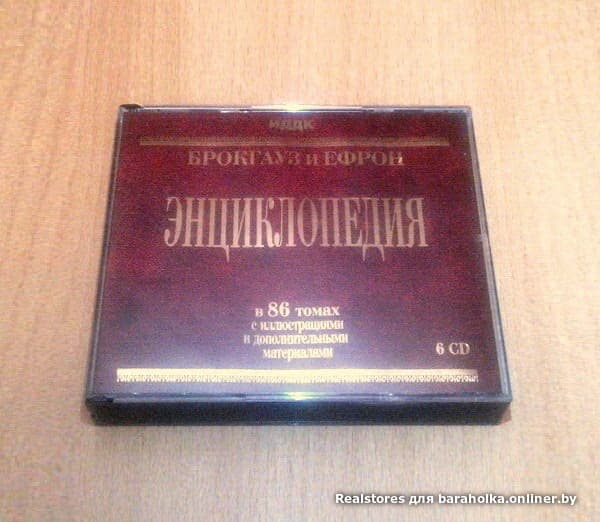 ИДДК
БРОКГАУЗ и ЕФРОН
ЭНЦИКЛОПЕДИЯ
в 86 томах
с иллюстрациями
и дополнительными
материалами
6 CD
Realstores для baraholka.onliner.by